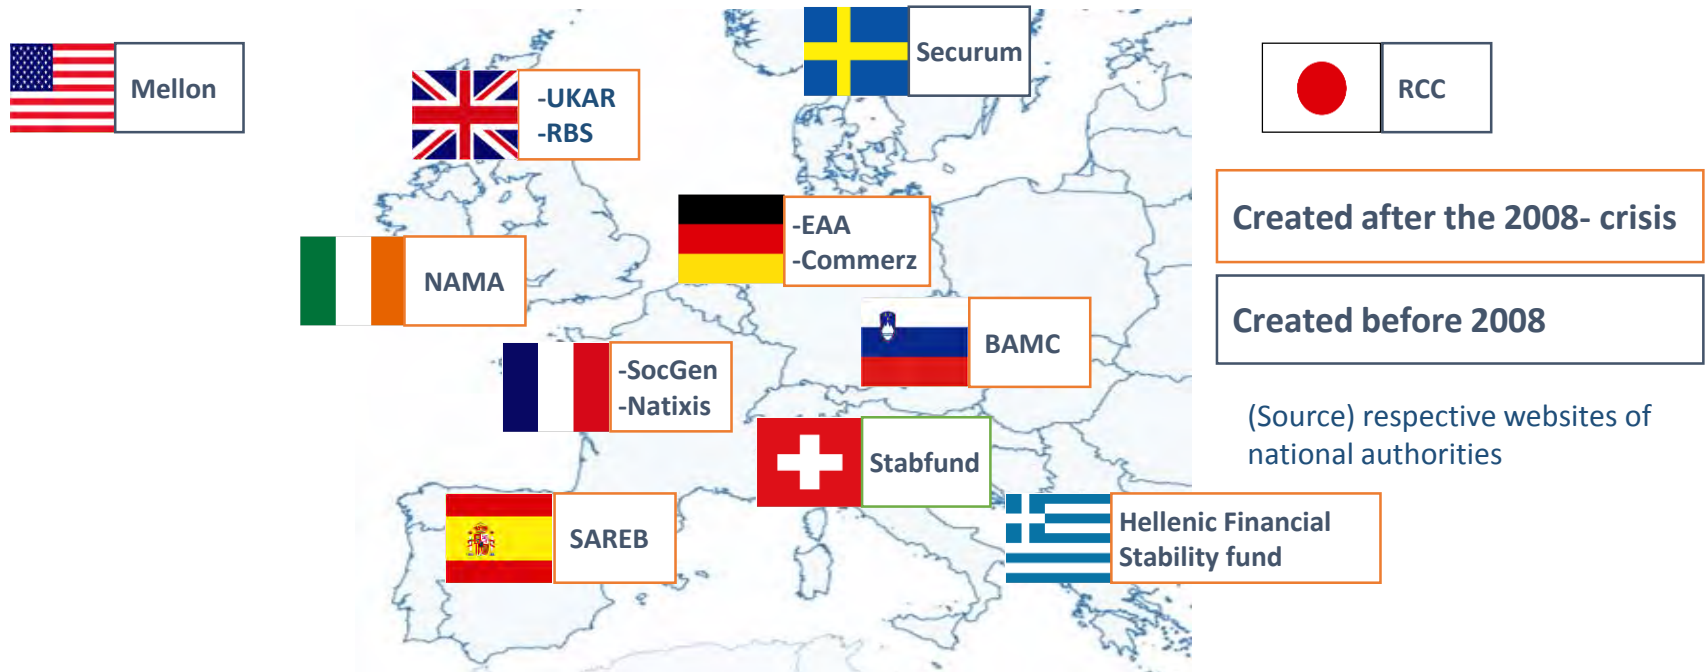 Mellon
-UKAR
-RBS
Securum
RCC
Created after the 2008- crisis
-EAA
-Commerz
NAMA
Created before 2008
BAMC
-SocGen
-Natixis
(Source) respective websites of
national authorities
Stabfund
SAREB
Hellenic Financial
Stability fund